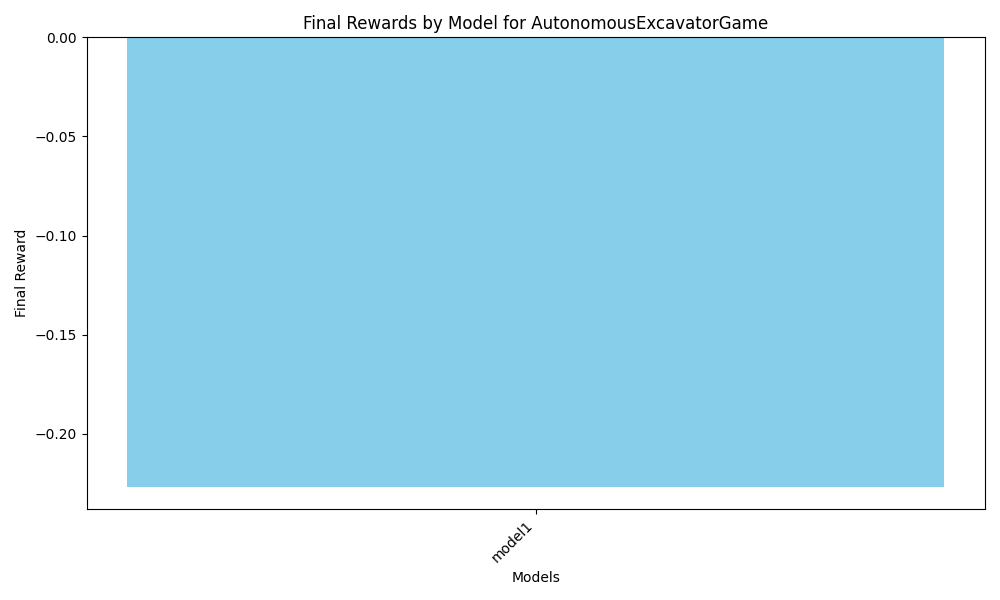 Final Rewards by Model for AutonomousExcavatorGame
0.00
−0.05
−0.10
−0.15
−0.20
Final Reward
model1
Models